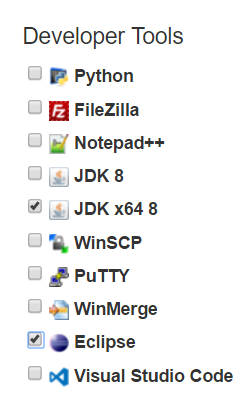 Developer Tools
Python
FileZilla
Notepad++
JDK 8
JDK x64 8
WinSCP
PuTTY
WinMerge
Eclipse
Visual Studio Code